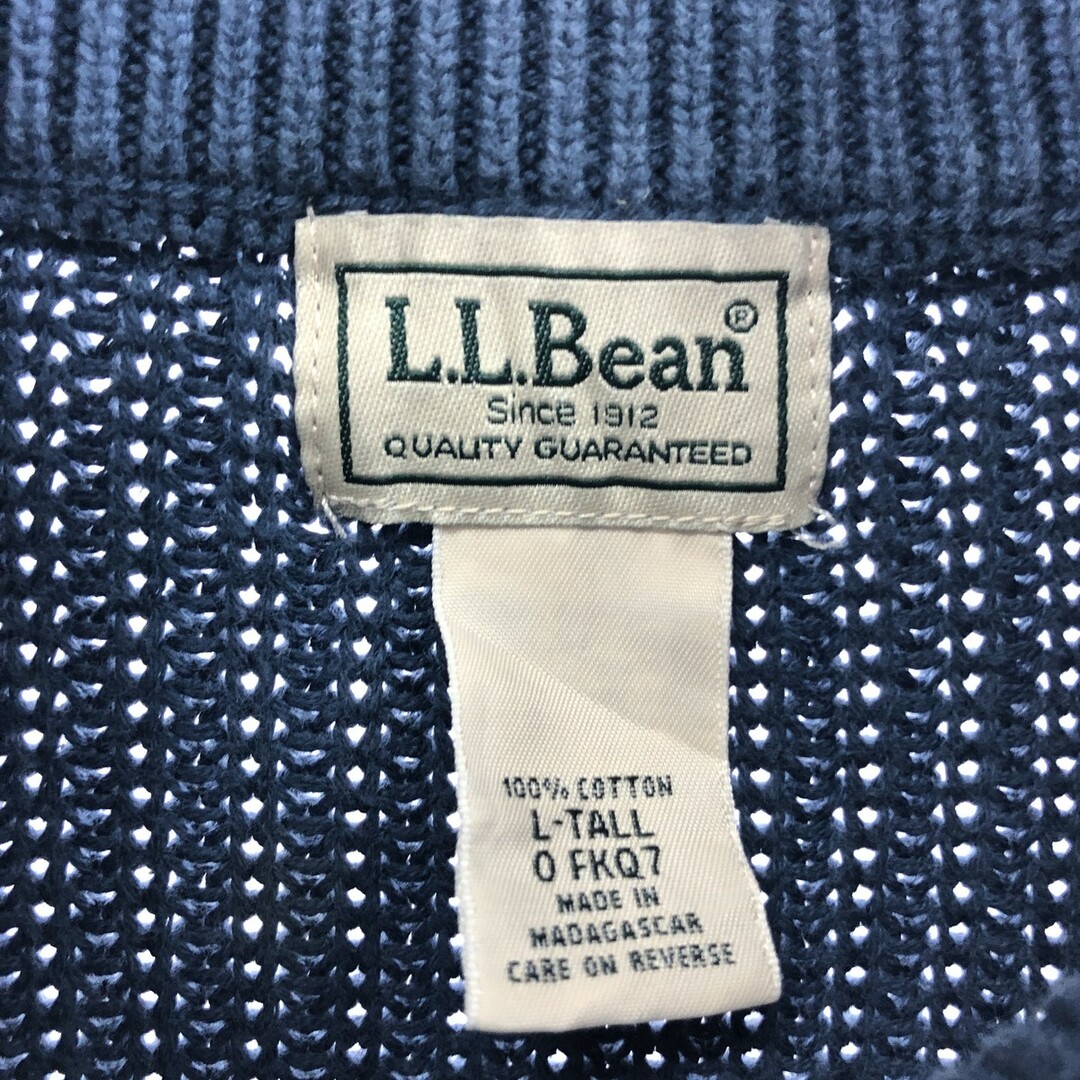 L.L.Bean®
Since 1912
QUALITY GUARANTEED
100% COTTON
L-TALL
0 FKQ7
MADE IN
MADAGASCAR
CARE ON REVERSE